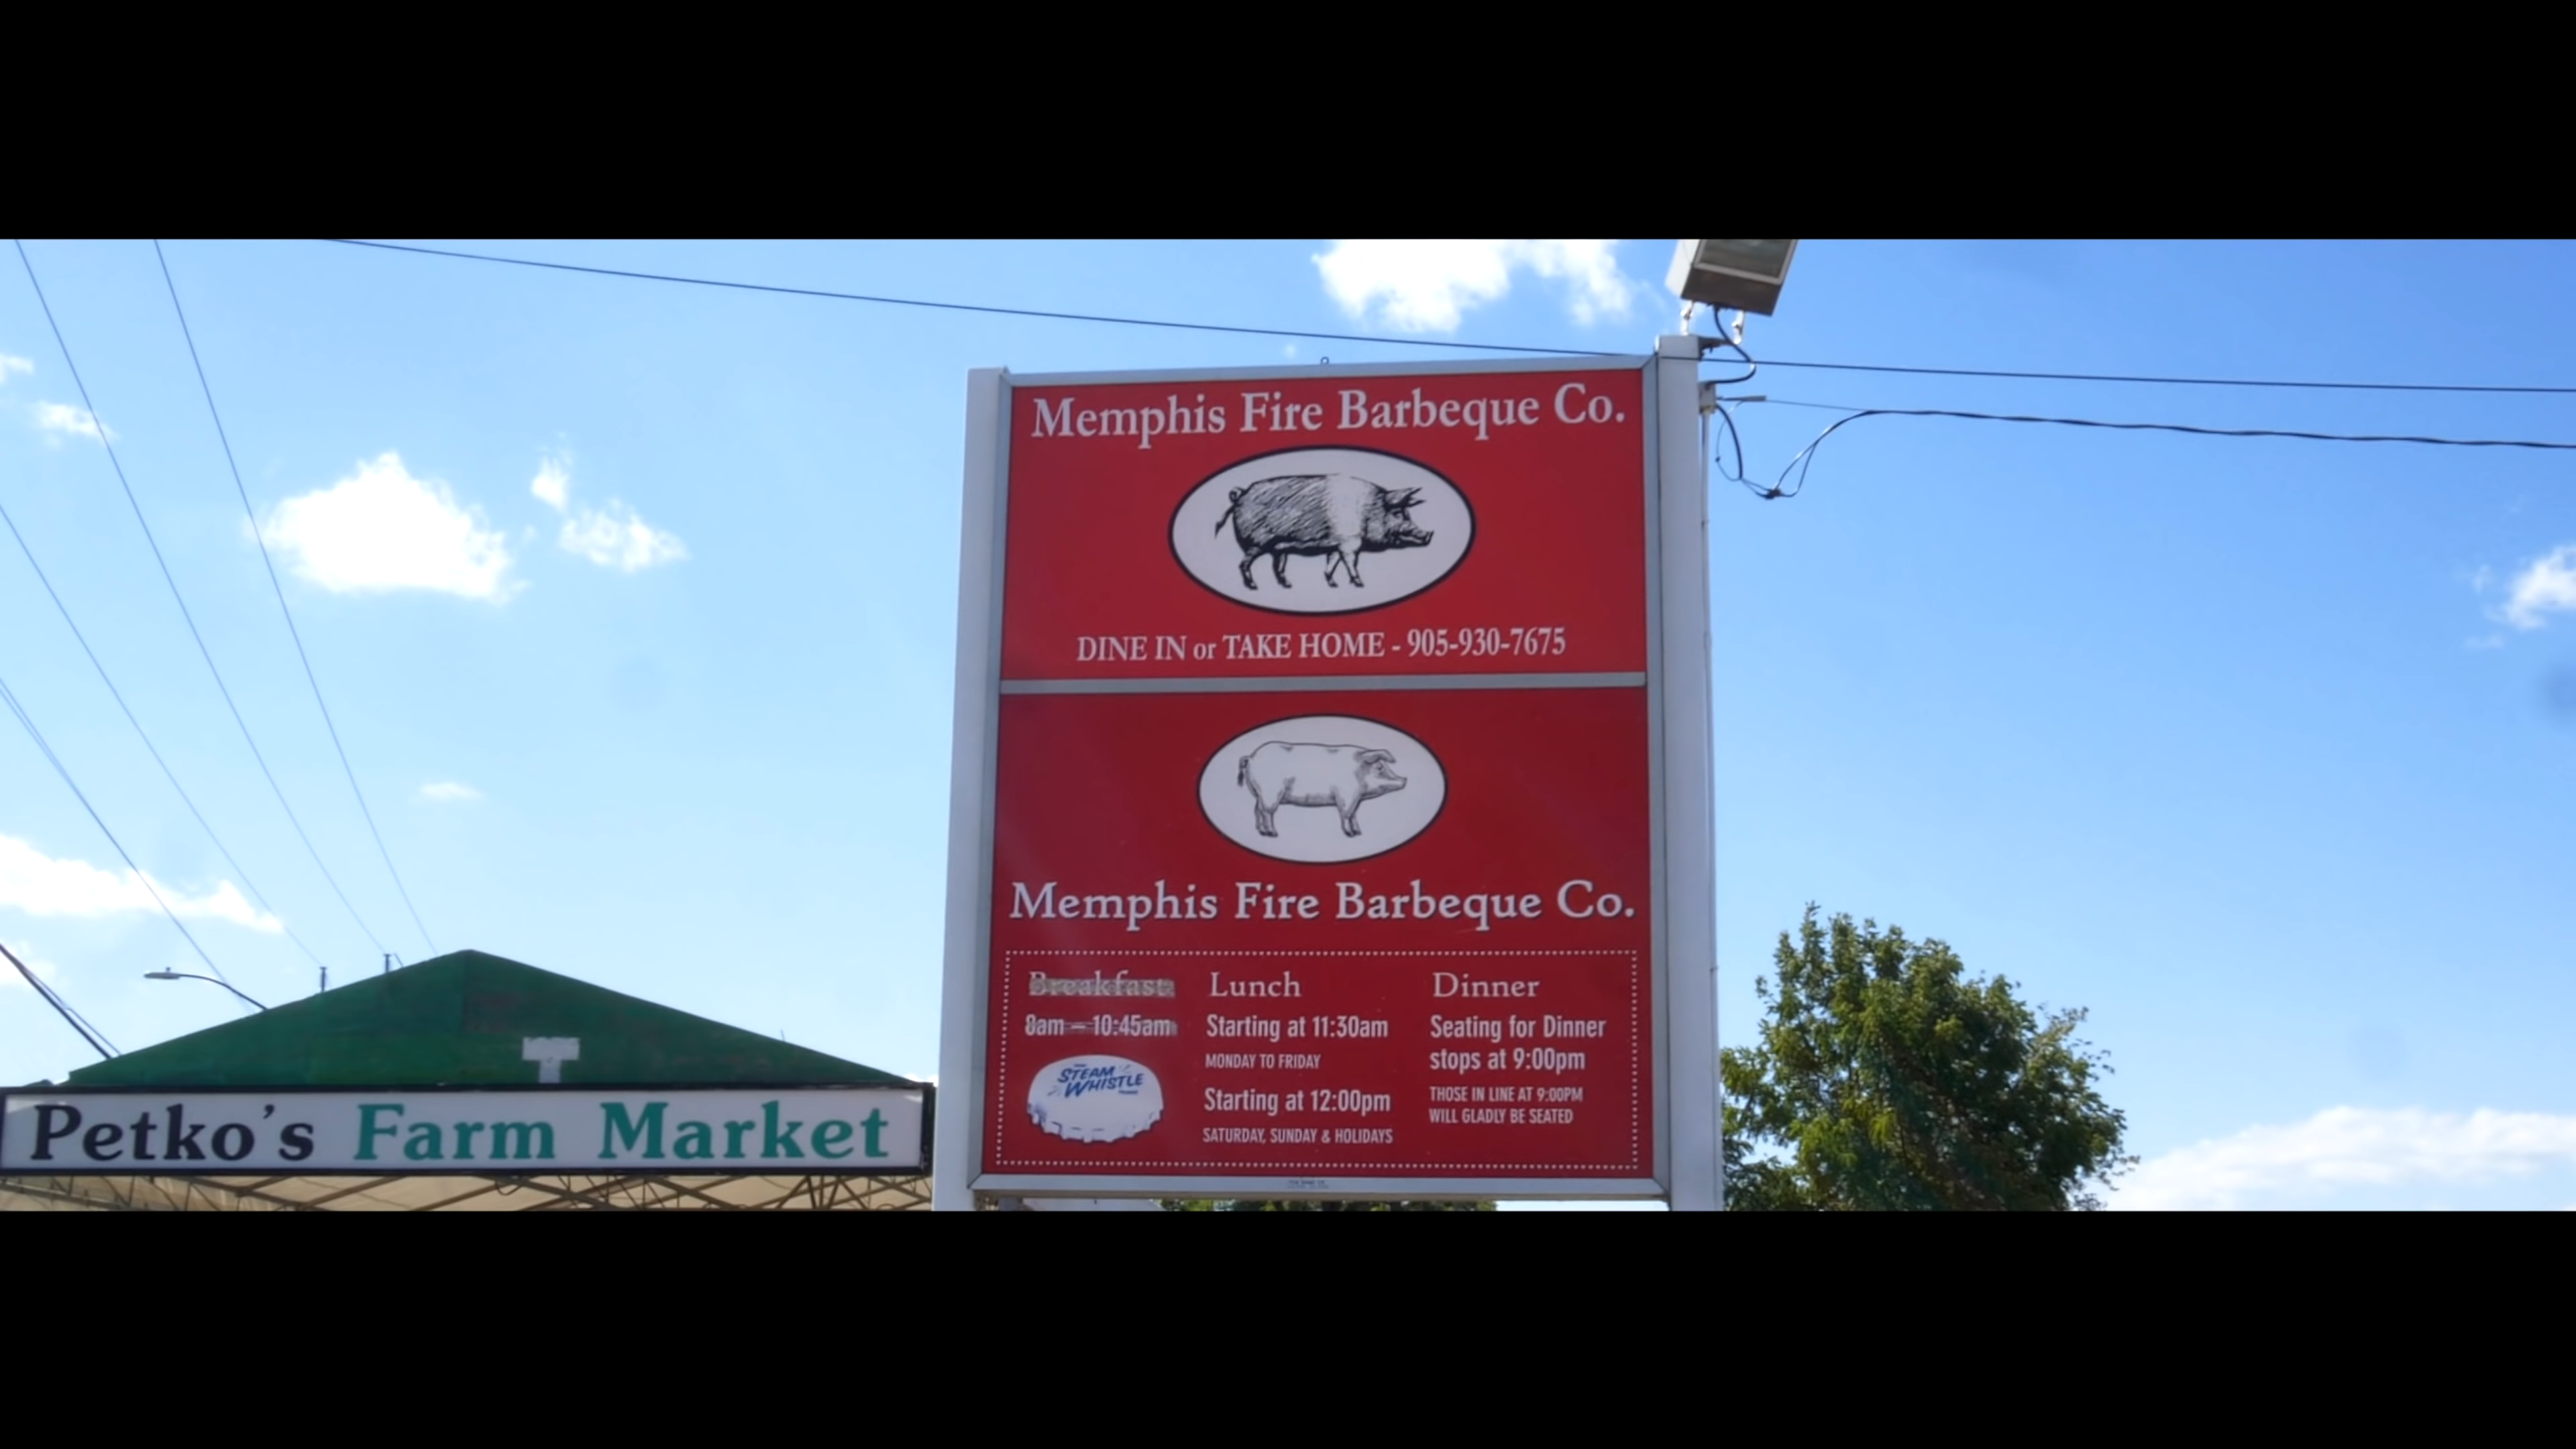 Memphis Fire Barbeque Co.
DINE IN or TAKE HOME - 905-930-7675
Memphis Fire Barbeque Co.
Breakfast
8am - 10:45am
STEAM
WHISTLE
Lunch
Starting at 11:30am
MONDAY TO FRIDAY
Starting at 12:00pm
SATURDAY, SUNDAY & HOLIDAYS
Dinner
Seating for Dinner
stops at 9:00pm
THOSE IN LINE AT 9:00PM
WILL GLADLY BE SEATED
Petko's Farm Market